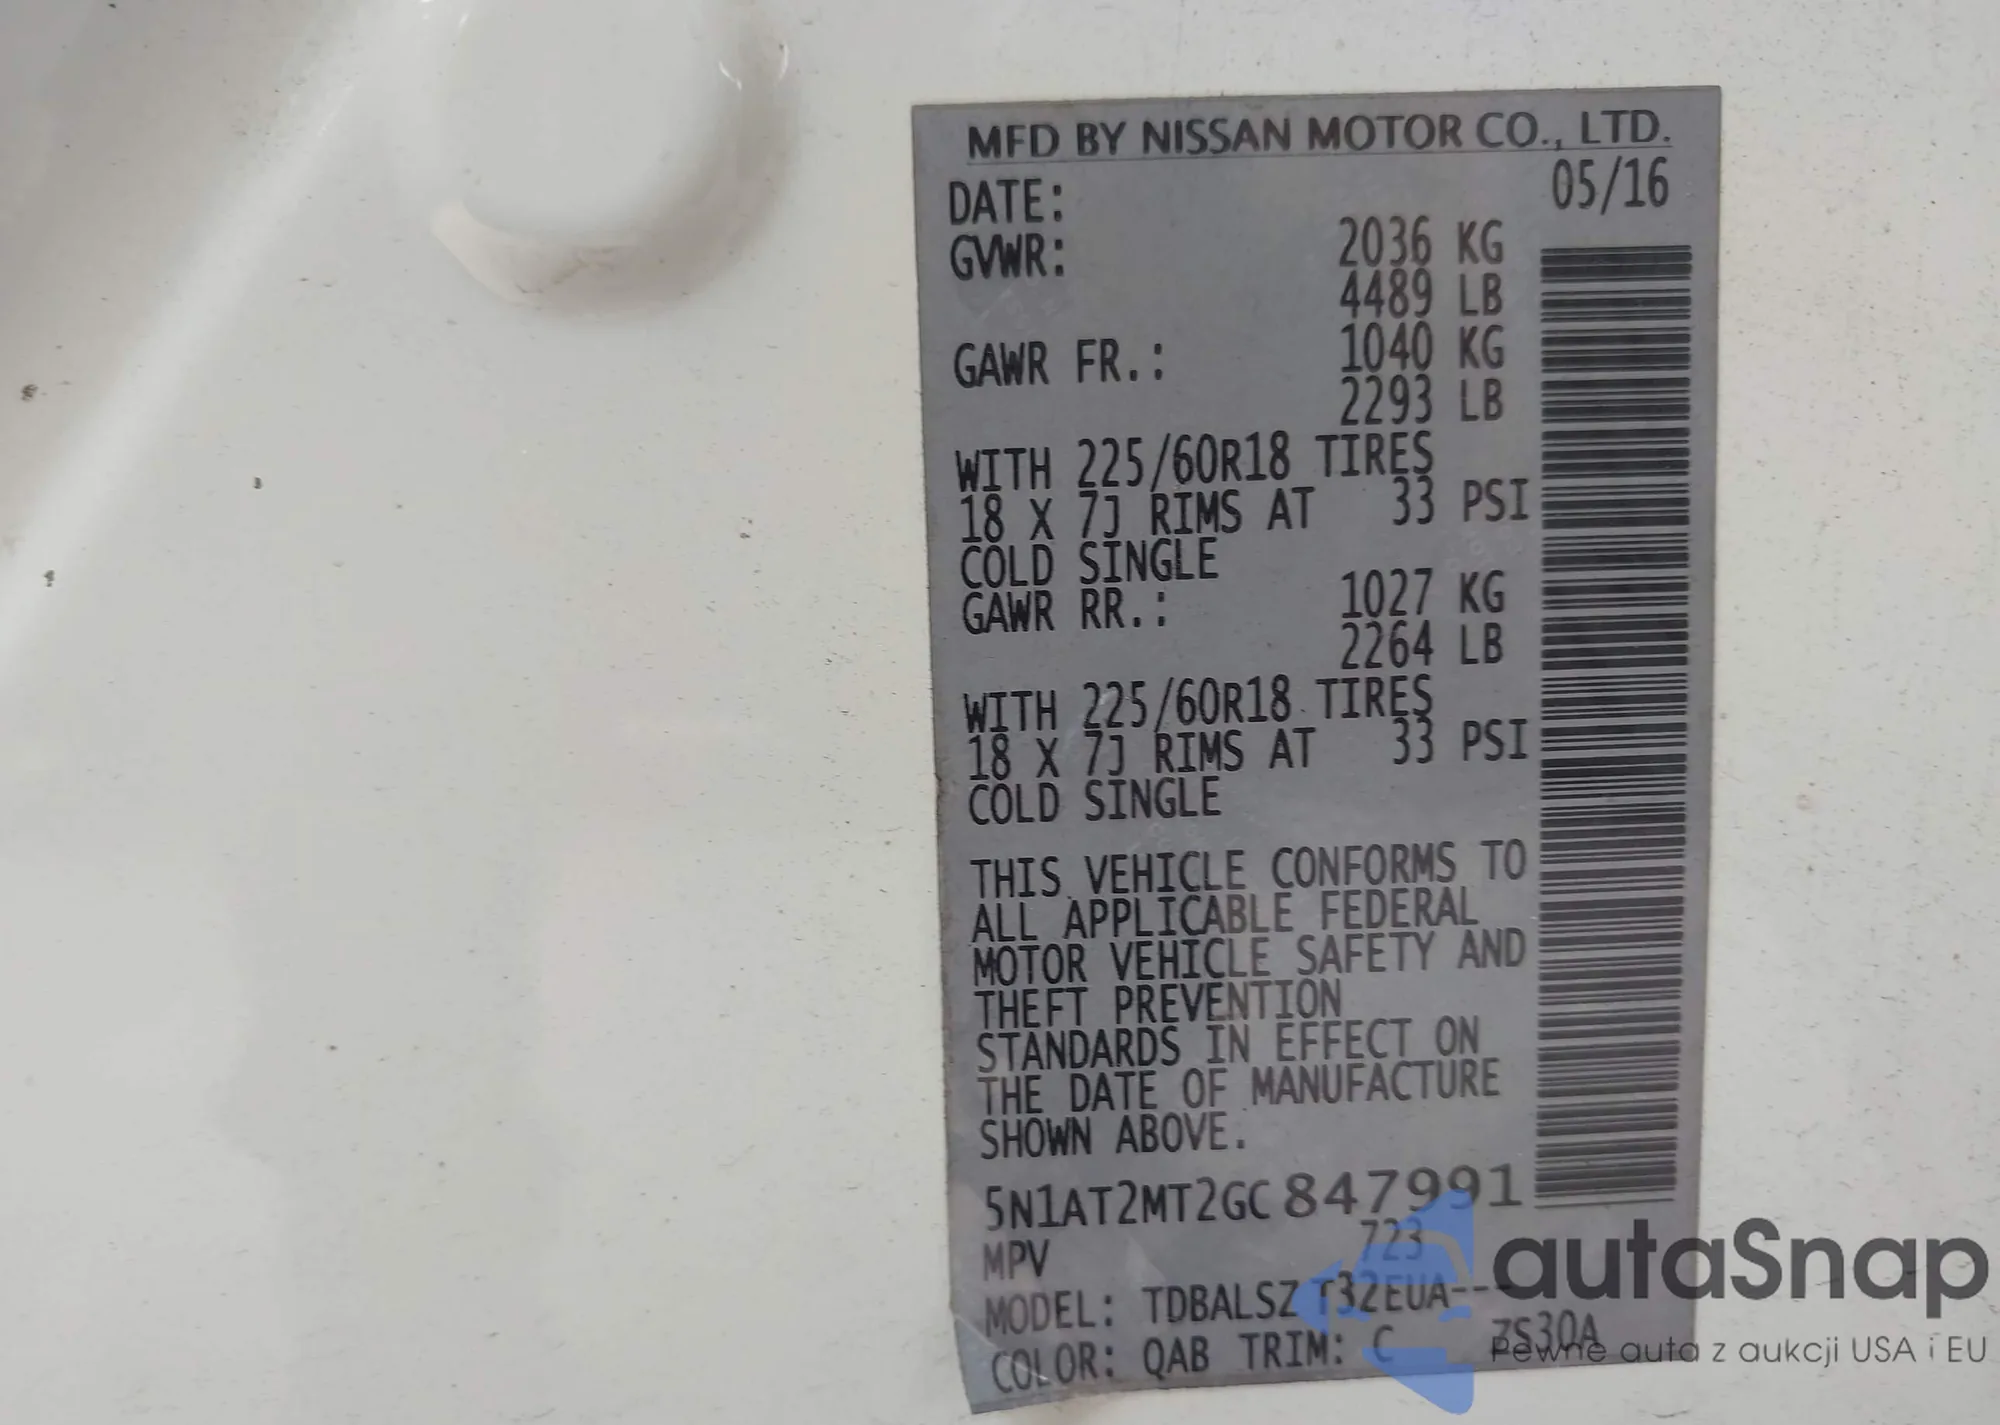 MFD BY NISSAN MOTOR CO., LTD.
DATE: 05/16
GVWR: 2036 KG
4489 LB
GAWR FR.: 1040 KG
2293 LB
WITH 225/60R18 TIRES
18 X 7J RIMS AT 33 PSI
COLD SINGLE
GAWR RR.: 1027 KG
2264 LB
WITH 225/60R18 TIRES
18 X 7J RIMS AT 33 PSI
COLD SINGLE
THIS VEHICLE CONFORMS TO
ALL APPLICABLE FEDERAL
MOTOR VEHICLE SAFETY AND
THEFT PREVENTION
STANDARDS IN EFFECT ON
THE DATE OF MANUFACTURE
SHOWN ABOVE.
5N1AT2MT2GC847991
MPV 723
MODEL: TDBALSZ T32EUA---
COLOR: QAB TRIM: C ZS30A
autaSnap
Pewne auta z aukcji USA i EU